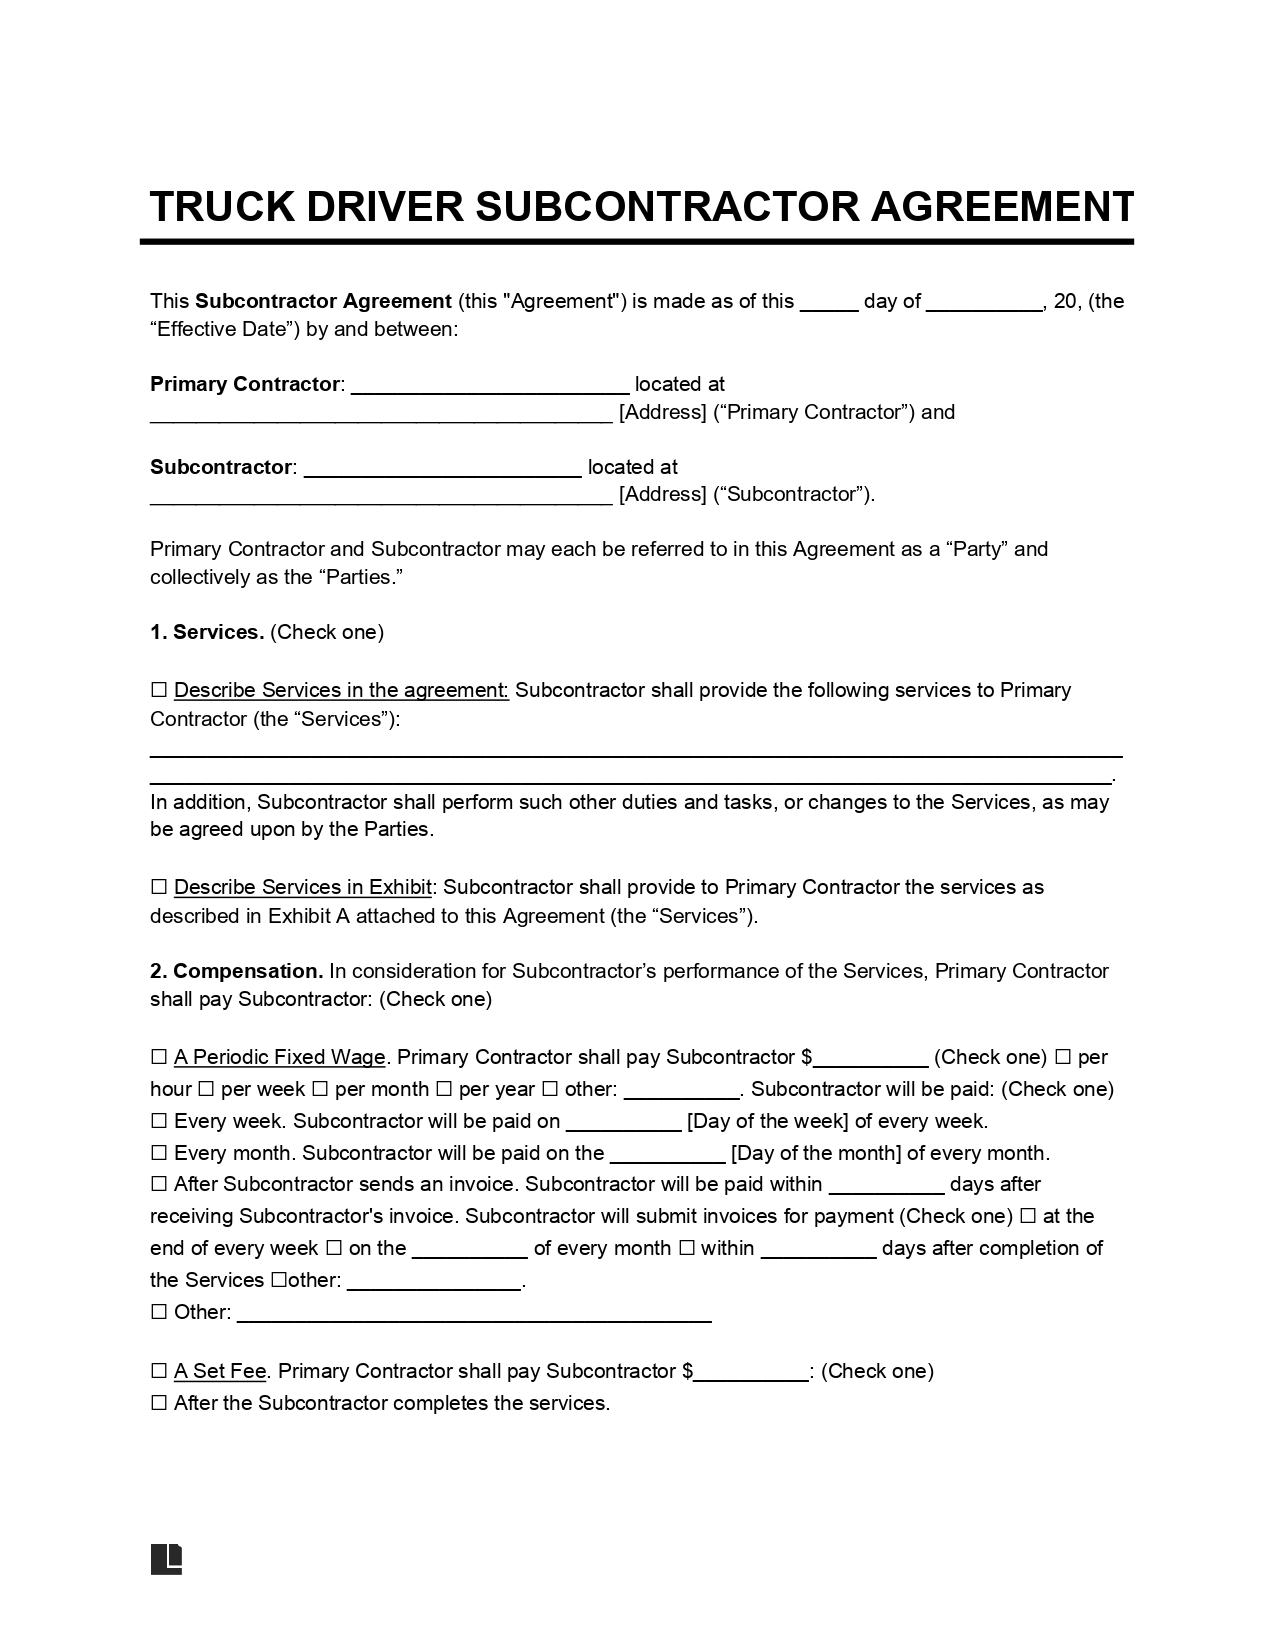 TRUCK DRIVER SUBCONTRACTOR AGREEMENT
This Subcontractor Agreement (this "Agreement") is made as of this _____ day of __________, 20, (the
“Effective Date”) by and between:
Primary Contractor: ________________________ located at
________________________________________ [Address] (“Primary Contractor”) and
Subcontractor: ________________________ located at
________________________________________ [Address] (“Subcontractor”).
Primary Contractor and Subcontractor may each be referred to in this Agreement as a “Party” and
collectively as the “Parties.”
1. Services. (Check one)
☐ Describe Services in the agreement: Subcontractor shall provide the following services to Primary
Contractor (the “Services”):
____________________________________________________________________________________
___________________________________________________________________________________.
In addition, Subcontractor shall perform such other duties and tasks, or changes to the Services, as may
be agreed upon by the Parties.
☐ Describe Services in Exhibit: Subcontractor shall provide to Primary Contractor the services as
described in Exhibit A attached to this Agreement (the “Services”).
2. Compensation. In consideration for Subcontractor’s performance of the Services, Primary Contractor
shall pay Subcontractor: (Check one)
☐ A Periodic Fixed Wage. Primary Contractor shall pay Subcontractor $__________ (Check one) ☐ per
hour ☐ per week ☐ per month ☐ per year ☐ other: __________. Subcontractor will be paid: (Check one)
☐ Every week. Subcontractor will be paid on __________ [Day of the week] of every week.
☐ Every month. Subcontractor will be paid on the __________ [Day of the month] of every month.
☐ After Subcontractor sends an invoice. Subcontractor will be paid within __________ days after
receiving Subcontractor's invoice. Subcontractor will submit invoices for payment (Check one) ☐ at the
end of every week ☐ on the __________ of every month ☐ within __________ days after completion of
the Services ☐other: _______________.
☐ Other: _________________________________________
☐ A Set Fee. Primary Contractor shall pay Subcontractor $__________: (Check one)
☐ After the Subcontractor completes the services.